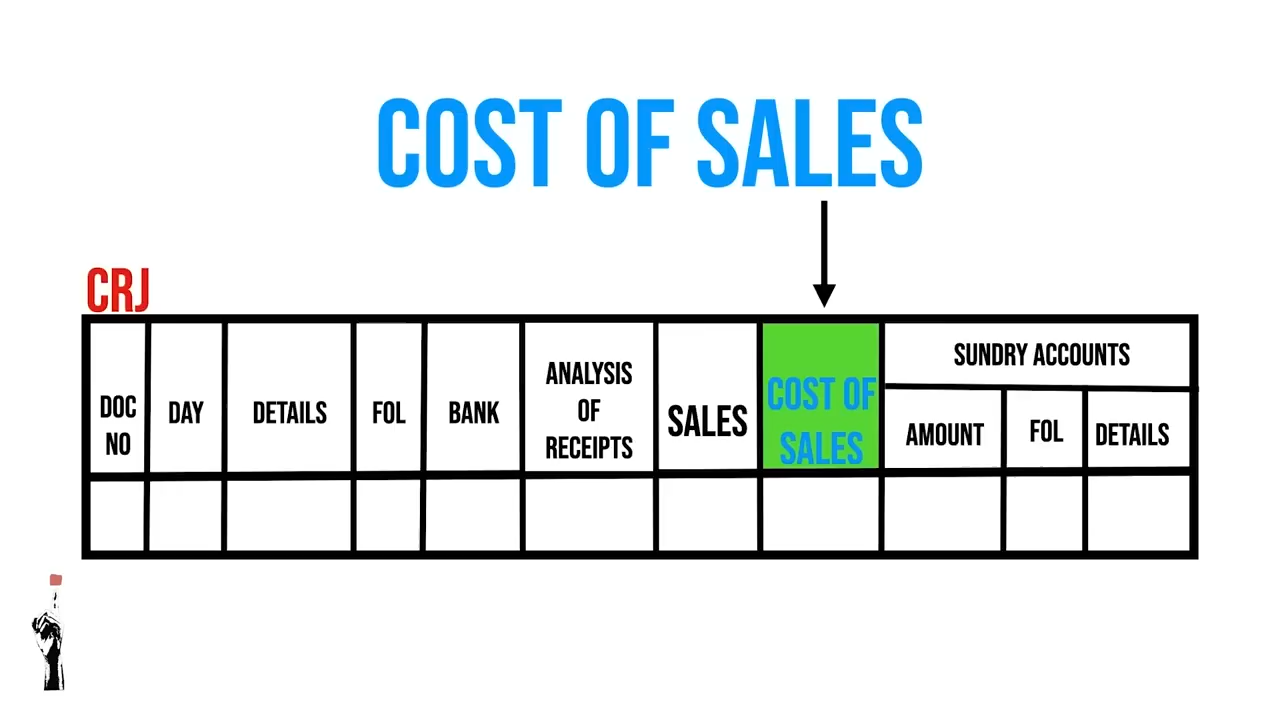 COST OF SALES
CRJ
DOC
NO
DAY
DETAILS
FOL
BANK
ANALYSIS
OF
RECEIPTS
SALES
COST OF
SALES
SUNDRY ACCOUNTS
AMOUNT
FOL
DETAILS